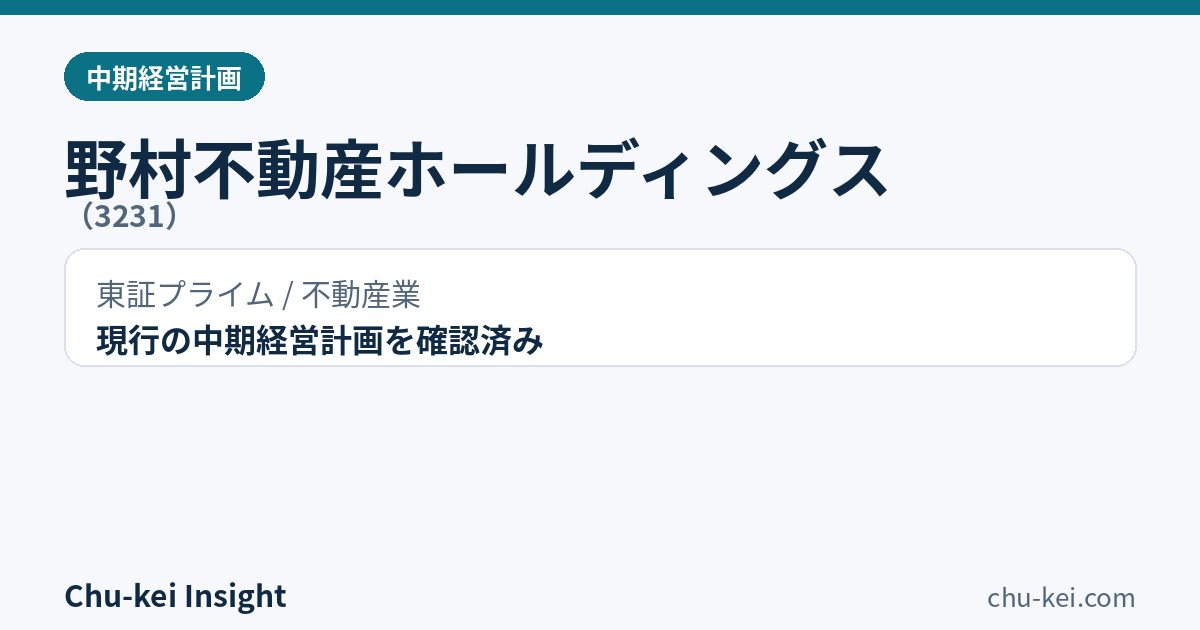 中期経営計画
野村不動産ホールディングス
（3231）
東証プライム / 不動産業
現行の中期経営計画を確認済み
Chu-kei Insight
chu-kei.com